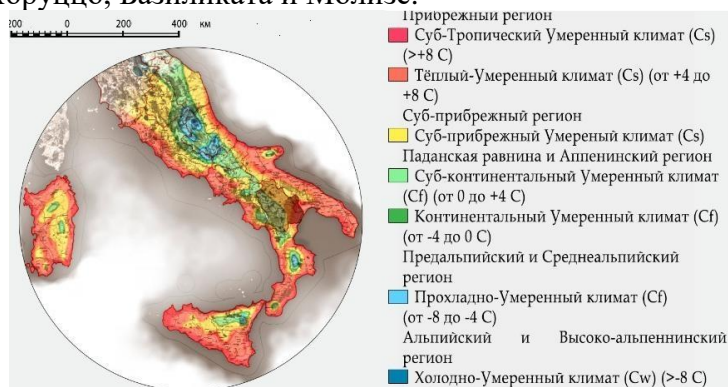 Базиликата и Молизе.
200 0 200 400 км
Прибрежный регион
Суб-Тропический Умеренный климат (Cs)
(>+8 C)
Тёплый-Умеренный климат (Cs) (от +4 до
+8 C)
Суб-прибрежный регион
Суб-прибрежный Умереный климат (Cs)
Паданская равнина и Аппенинский регион
Суб-континентальный Умеренный климат
(Cf) (от 0 до +4 C)
Континентальный Умеренный климат (Cf)
(от -4 до 0 C)
Предальпийский и Среднеальпийский
регион
Прохладно-Умеренный климат (Cf)
(от -8 до -4 C)
Альпийский и Высоко-альпеннинский
регион
Холодно-Умеренный климат (Cw) (>-8 C)